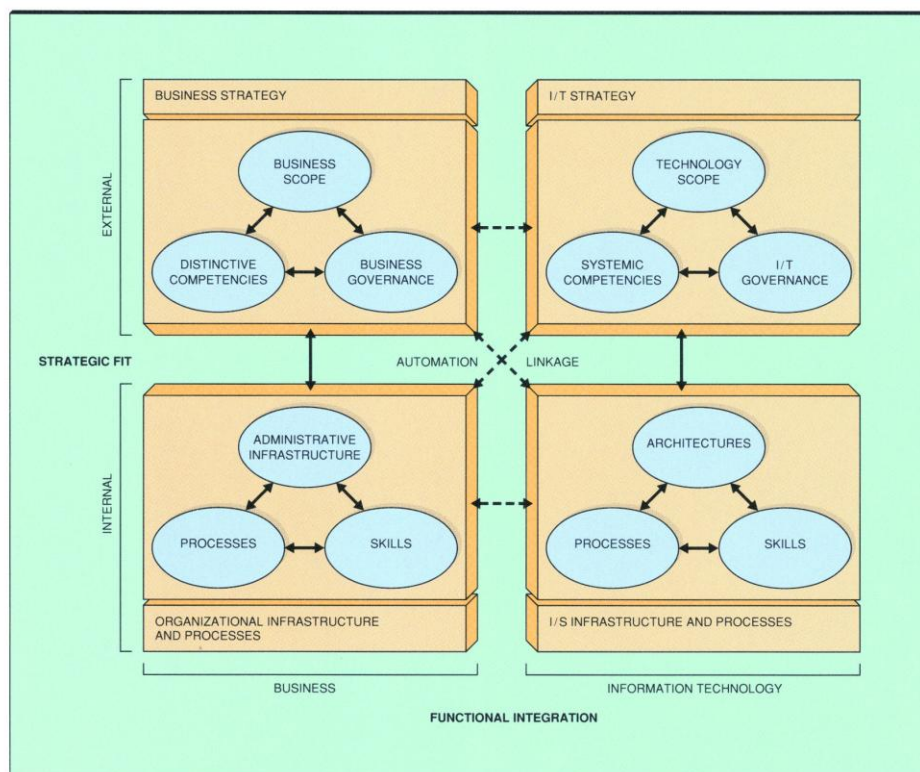 BUSINESS STRATEGY
I/T STRATEGY
EXTERNAL
BUSINESS
SCOPE
DISTINCTIVE
COMPETENCIES
BUSINESS
GOVERNANCE
TECHNOLOGY
SCOPE
SYSTEMIC
COMPETENCIES
I/T
GOVERNANCE
STRATEGIC FIT
AUTOMATION
LINKAGE
INTERNAL
ADMINISTRATIVE
INFRASTRUCTURE
PROCESSES
SKILLS
ARCHITECTURES
PROCESSES
SKILLS
ORGANIZATIONAL INFRASTRUCTURE
AND PROCESSES
I/S INFRASTRUCTURE AND PROCESSES
BUSINESS
INFORMATION TECHNOLOGY
FUNCTIONAL INTEGRATION